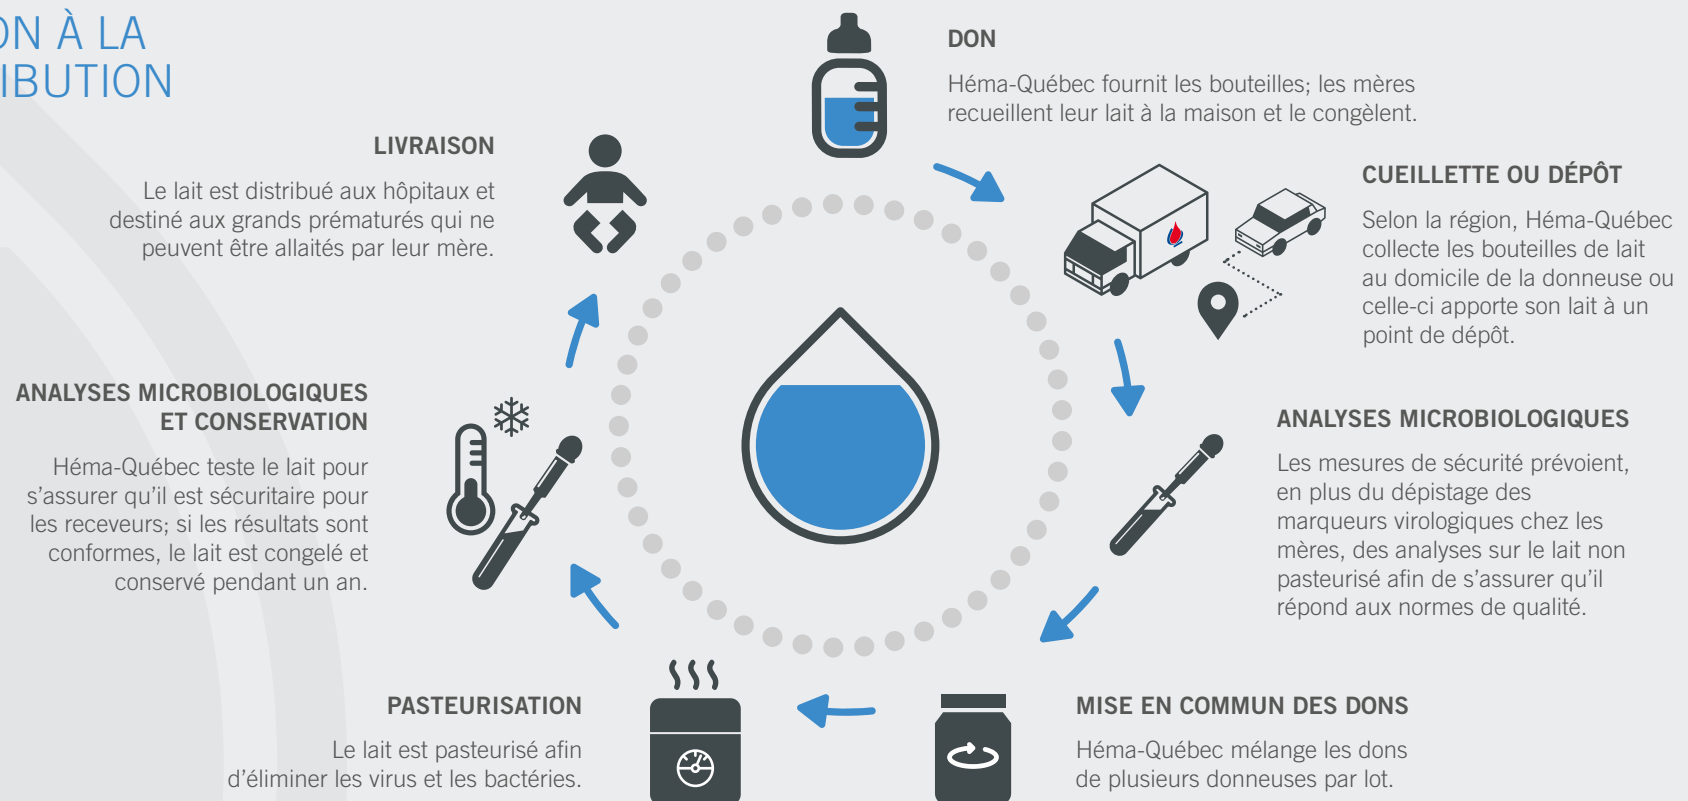 ON À LA
IBUTION
DON
Héma-Québec fournit les bouteilles; les mères
recueillent leur lait à la maison et le congèlent.
CUEILLETTE OU DÉPÔT
Selon la région, Héma-Québec
collecte les bouteilles de lait
au domicile de la donneuse ou
celle-ci apporte son lait à un
point de dépôt.
ANALYSES MICROBIOLOGIQUES
Les mesures de sécurité prévoient,
en plus du dépistage des
marqueurs virologiques chez les
mères, des analyses sur le lait non
pasteurisé afin de s'assurer qu'il
répond aux normes de qualité.
MISE EN COMMUN DES DONS
Héma-Québec mélange les dons
de plusieurs donneuses par lot.
PASTEURISATION
Le lait est pasteurisé afin
d'éliminer les virus et les bactéries.
ANALYSES MICROBIOLOGIQUES
ET CONSERVATION
Héma-Québec teste le lait pour
s'assurer qu'il est sécuritaire pour
les receveurs; si les résultats sont
conformes, le lait est congelé et
conservé pendant un an.
LIVRAISON
Le lait est distribué aux hôpitaux et
destiné aux grands prématurés qui ne
peuvent être allaités par leur mère.